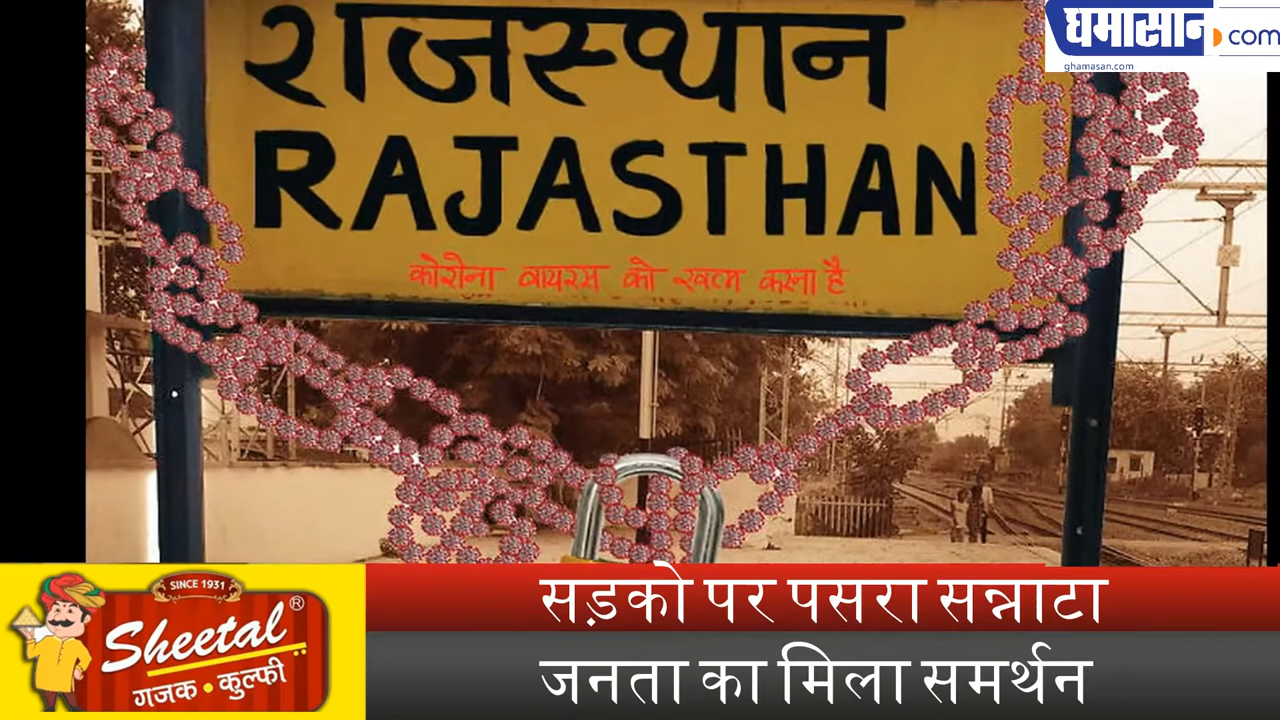 राजस्थान
RAJASTHAN
कोरोना वायरस को खत्म करना है
घमासान.com
ghamasan.com
SINCE 1931
Sheetal®
गजक • कुल्फी
सड़को पर पसरा सन्नाटा
जनता का मिला समर्थन